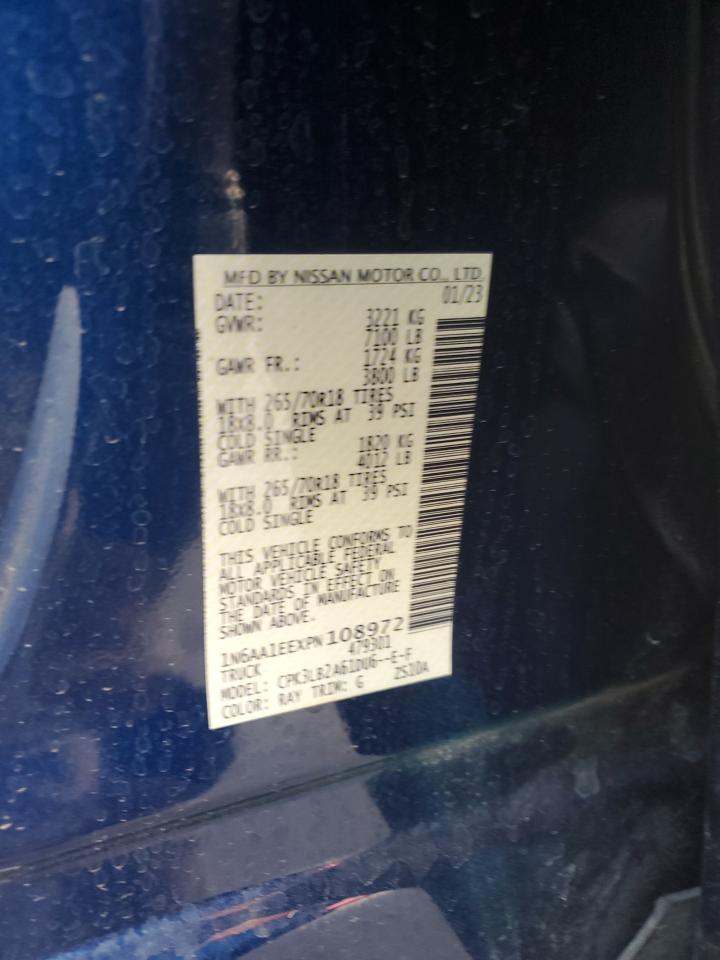 MFD BY NISSAN MOTOR CO., LTD.
DATE: 01/23
GVWR: 3221 KG
7100 LB
GAWR FR.: 1724 KG
3800 LB
WITH 265/70R18 TIRES
18X8.0 RIMS AT 39 PSI
COLD SINGLE
GAWR RR.: 1820 KG
4012 LB
WITH 265/70R18 TIRES
18X8.0 RIMS AT 39 PSI
COLD SINGLE
THIS VEHICLE CONFORMS TO
ALL APPLICABLE FEDERAL
MOTOR VEHICLE SAFETY
STANDARDS IN EFFECT ON
THE DATE OF MANUFACTURE
SHOWN ABOVE.
1N6AA1EEXPN108972
TRUCK 479301
MODEL: CPK3LB2A61DU6--E-F
COLOR: RAY TRIM: G ZS10A